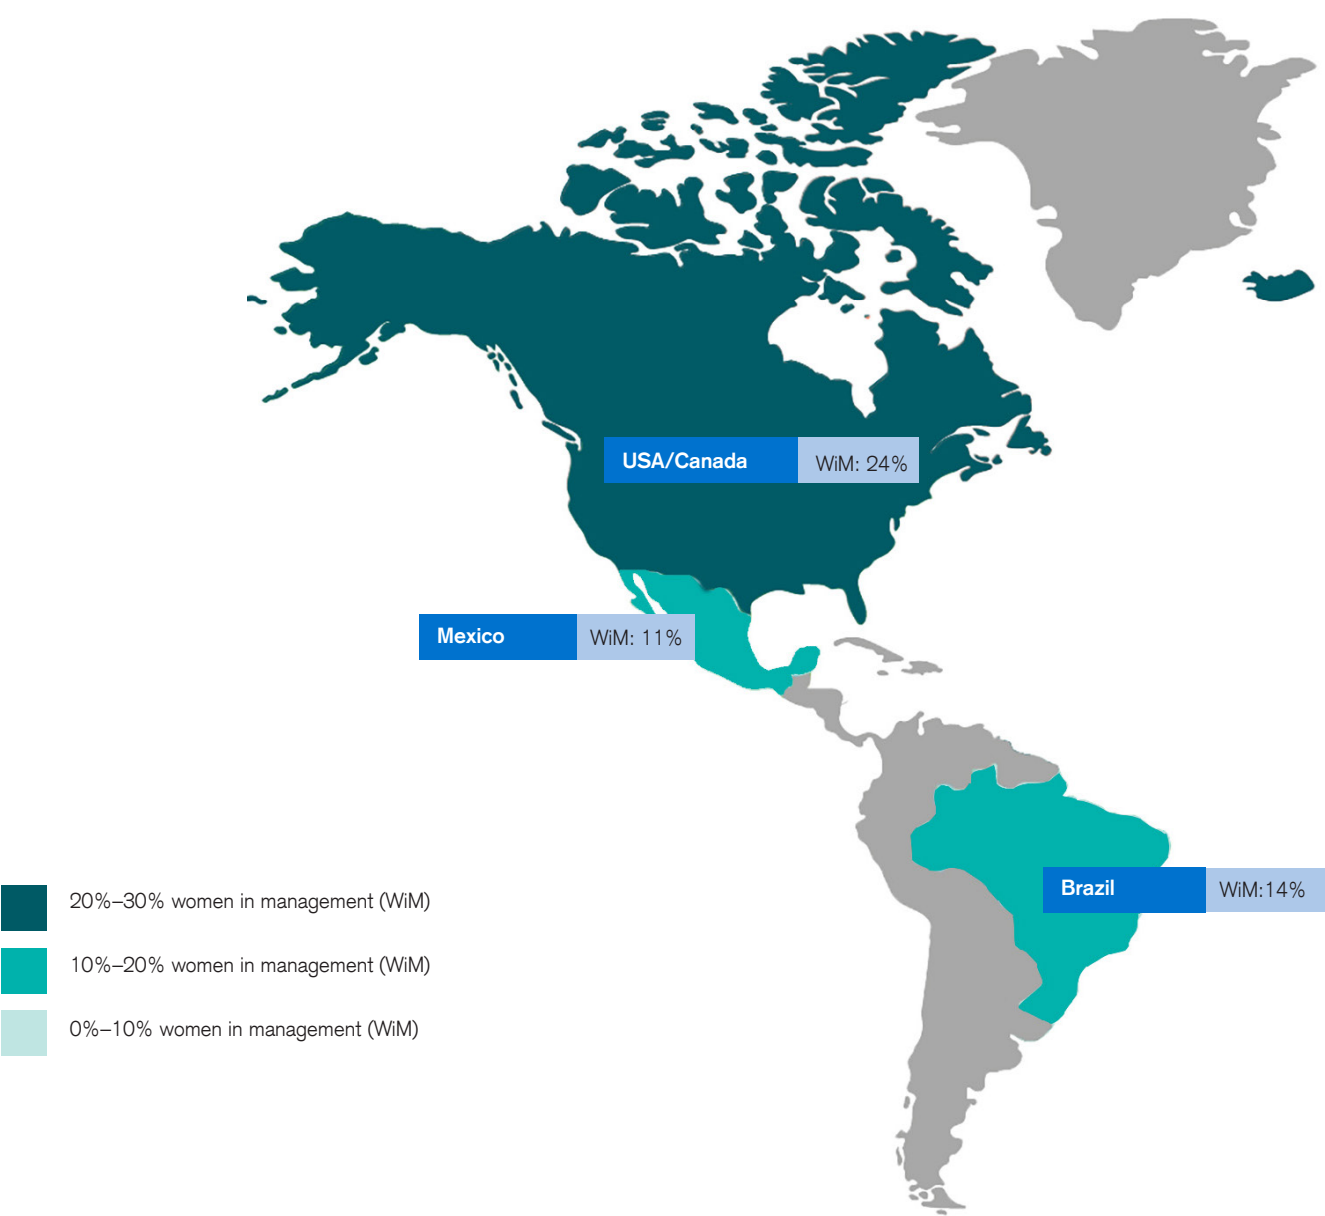 USA/Canada WiM: 24%
Mexico WiM: 11%
Brazil WiM:14%
20%–30% women in management (WiM)
10%–20% women in management (WiM)
0%–10% women in management (WiM)